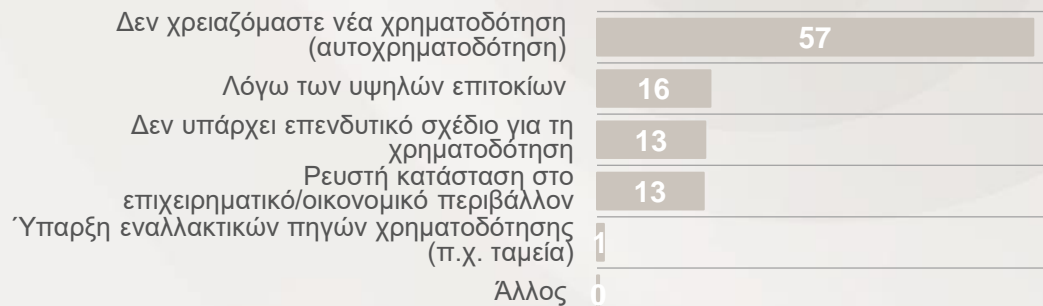 Δεν χρειαζόμαστε νέα χρηματοδότηση
(αυτοχρηματοδότηση)
57
Λόγω των υψηλών επιτοκίων
16
Δεν υπάρχει επενδυτικό σχέδιο για τη
χρηματοδότηση
13
Ρευστή κατάσταση στο
επιχειρηματικό/οικονομικό περιβάλλον
13
Ύπαρξη εναλλακτικών πηγών χρηματοδότησης
(π.χ. ταμεία)
1
Άλλος
0